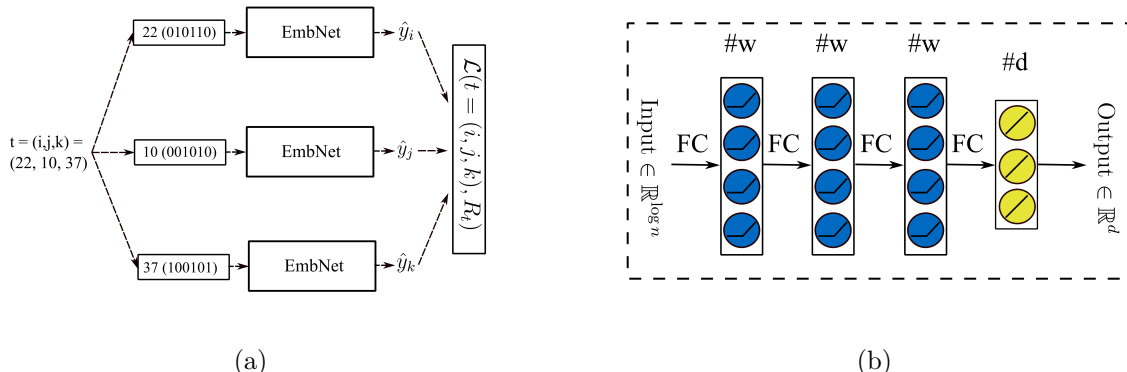 22 (010110)
EmbNet
ŷ_i
t = (i,j,k) =
(22, 10, 37)
10 (001010)
EmbNet
ŷ_j
37 (100101)
EmbNet
ŷ_k
ℒ(t = (i, j, k), R_t)
(a)
#w
#w
#w
#d
Input ∈ ℝ^{log n}
FC
FC
FC
FC
Output ∈ ℝ^d
(b)